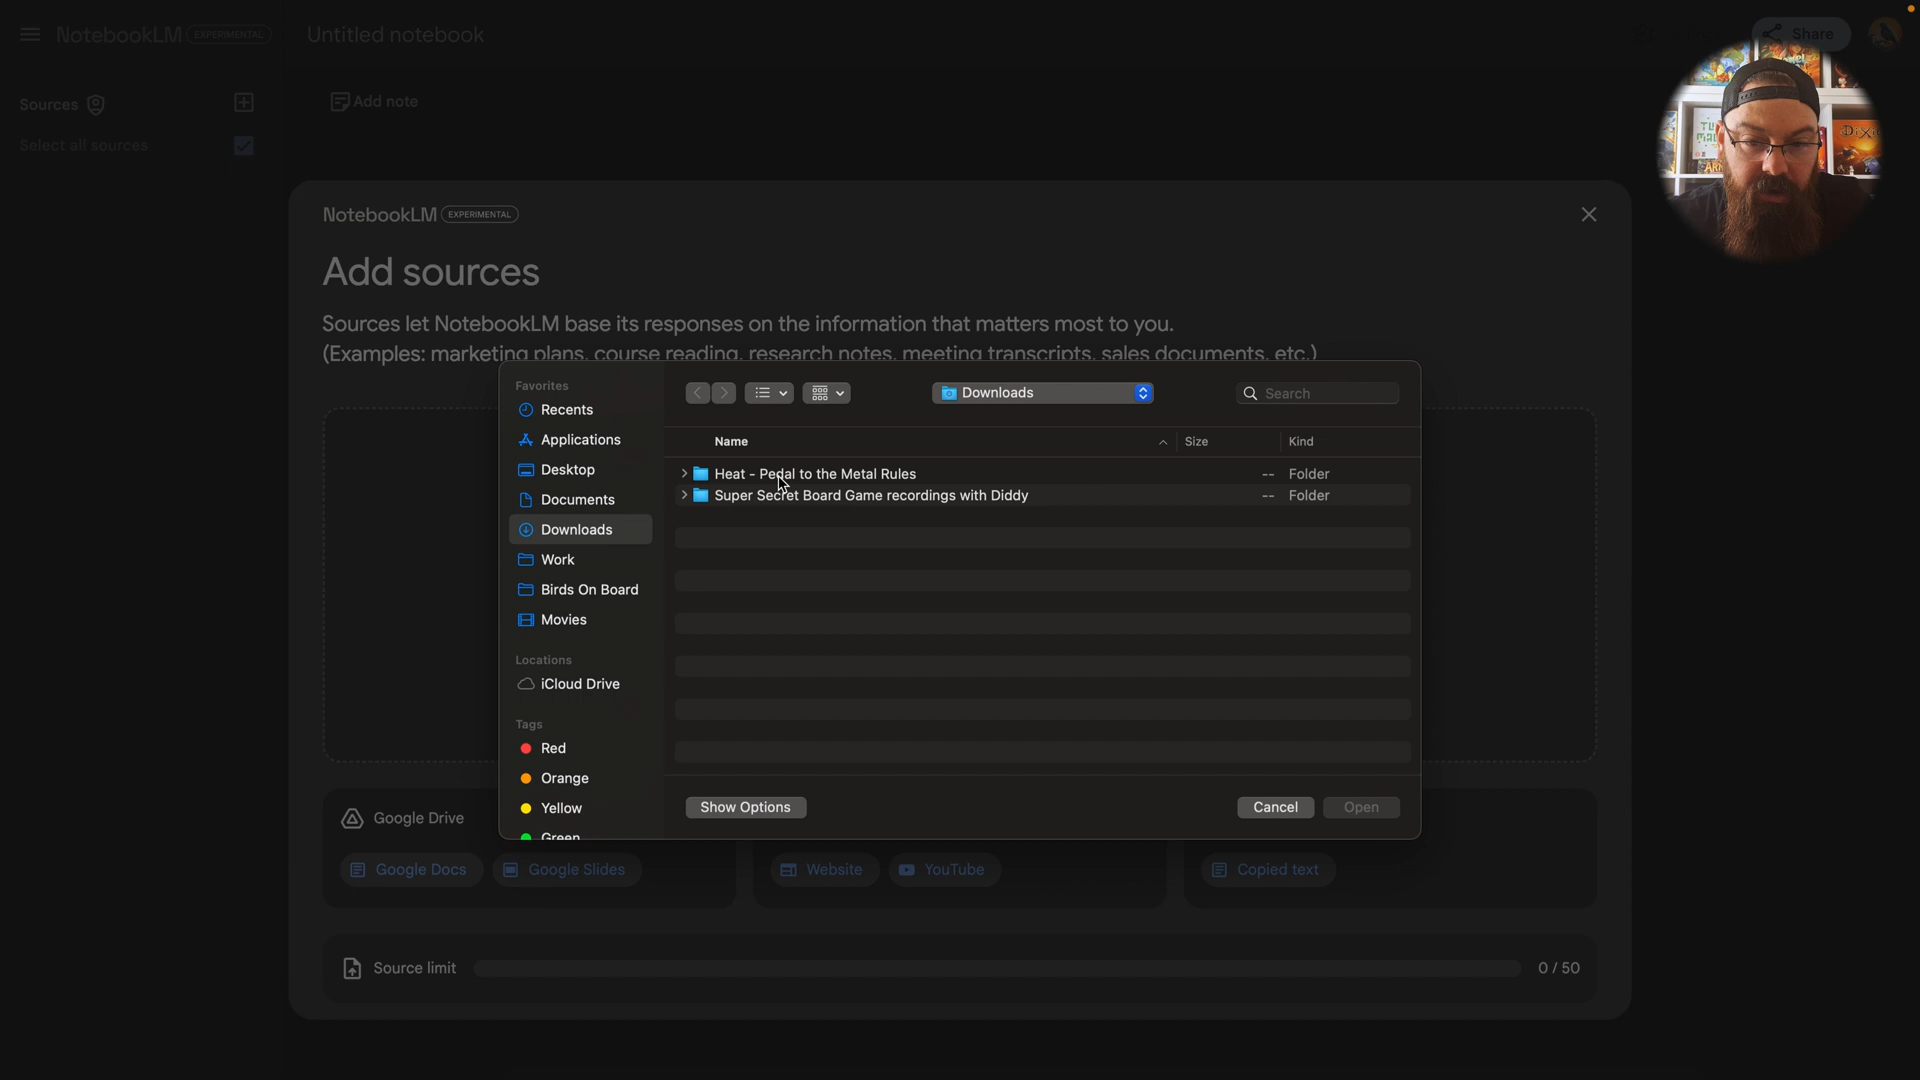 NotebookLM EXPERIMENTAL
Untitled notebook
Share
Sources
Add note
Select all sources
NotebookLM EXPERIMENTAL
Add sources
Sources let NotebookLM base its responses on the information that matters most to you.
(Examples: marketing plans, course reading, research notes, meeting transcripts, sales documents, etc.)
Favorites
Recents
Applications
Desktop
Documents
Downloads
Work
Birds On Board
Movies
Locations
iCloud Drive
Tags
Red
Orange
Yellow
Green
Downloads
Search
Name Size Kind
Heat - Pedal to the Metal Rules -- Folder
Super Secret Board Game recordings with Diddy -- Folder
Show Options
Cancel
Open
Google Drive
Google Docs
Google Slides
Website
YouTube
Copied text
Source limit
0 / 50